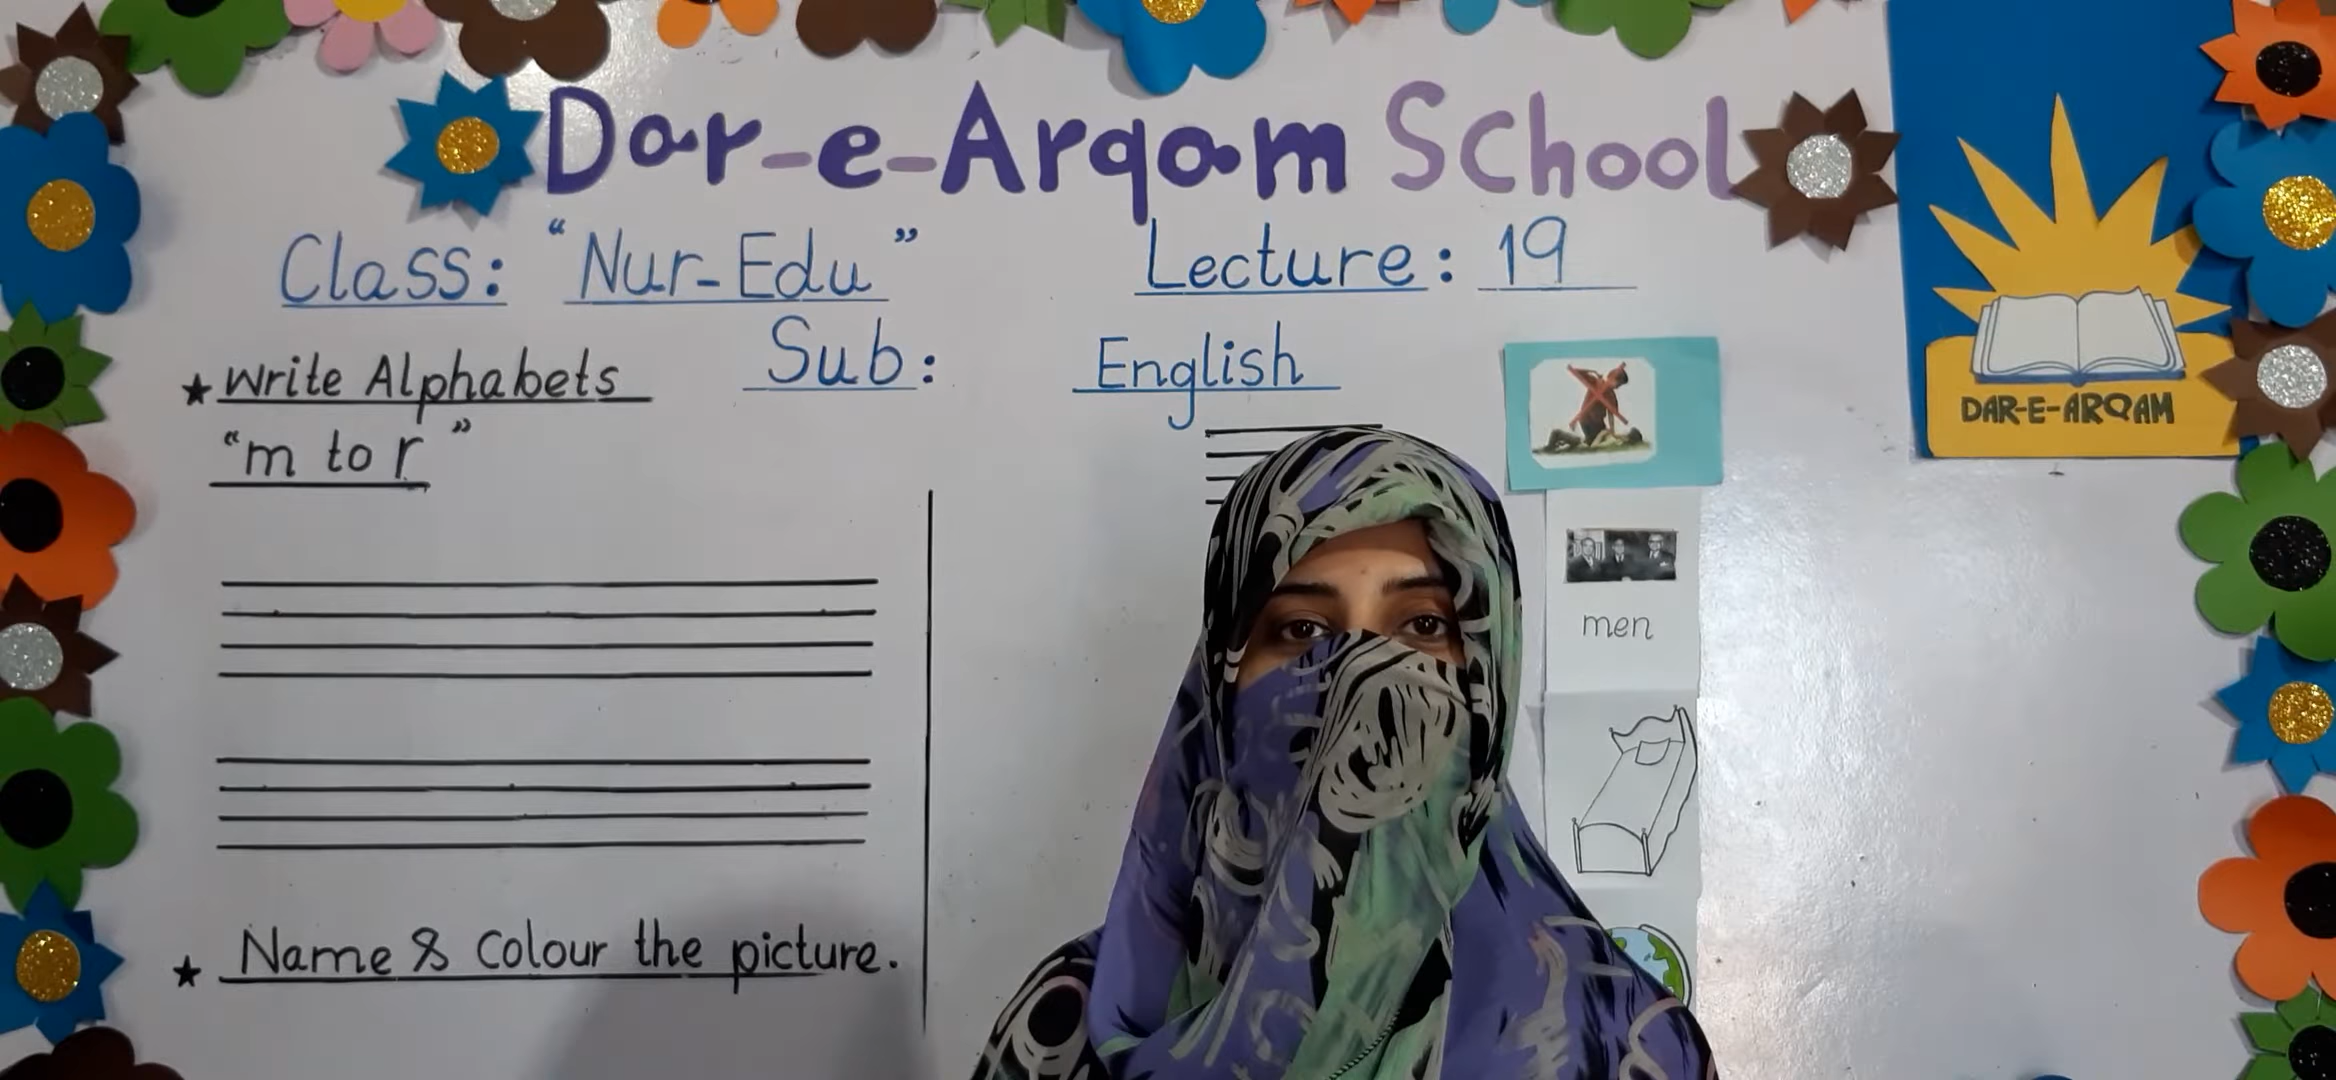 Dar-e-Arqam School
Class: "Nur-Edu" Lecture: 19
Sub: English
★ Write Alphabets
"m to r"
★ Name & Colour the picture.
men
DAR-E-ARQAM